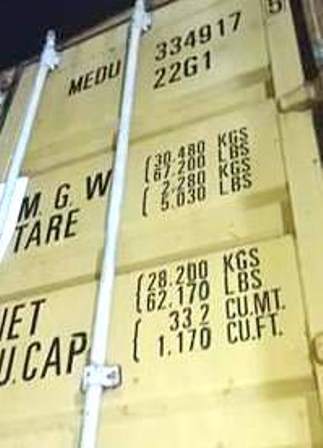 MEDU 334917 5
22G1
M. G. W. 30.480 KGS
67.200 LBS
TARE 2.280 KGS
5.030 LBS
NET 28.200 KGS
62.170 LBS
U.CAP 33 2 CU.MT.
1.170 CU.FT.